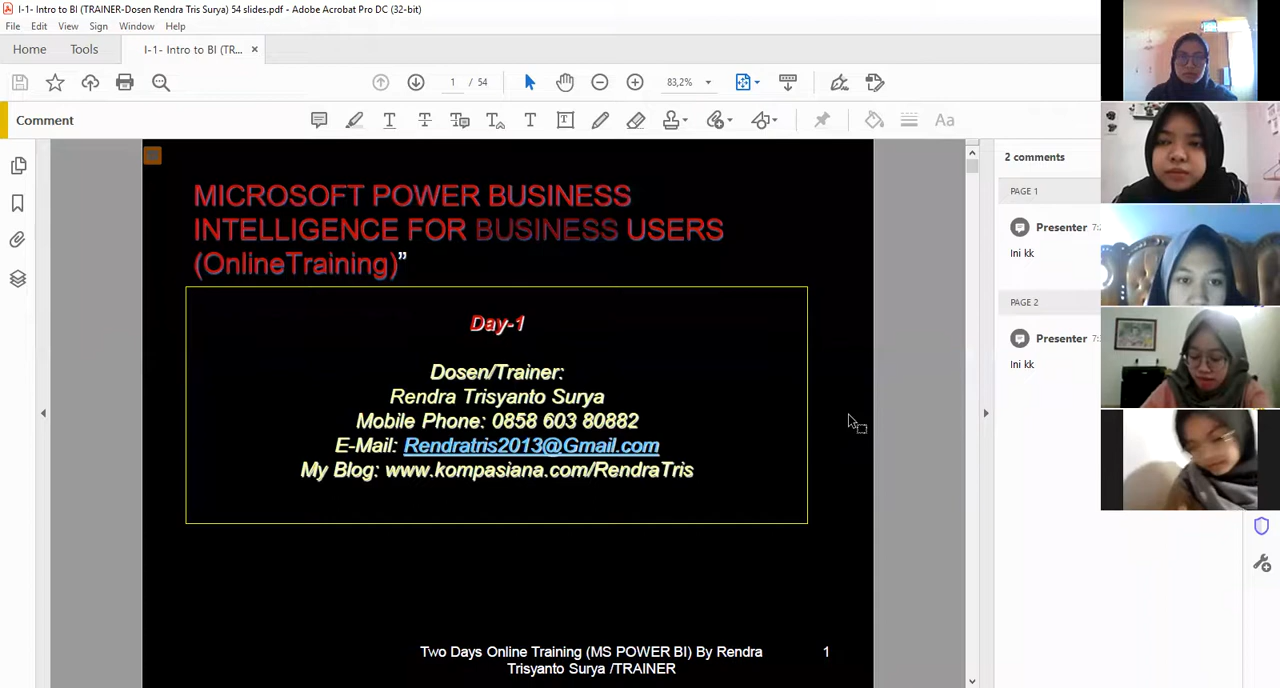 I-1- Intro to BI (TRAINER-Dosen Rendra Tris Surya) 54 slides.pdf - Adobe Acrobat Pro DC (32-bit)
File Edit View Sign Window Help
Home Tools I-1- Intro to BI (TR... ×
1 / 54 83,2%
Comment
Aa
MICROSOFT POWER BUSINESS
INTELLIGENCE FOR BUSINESS USERS
(OnlineTraining)”
Day-1
Dosen/Trainer:
Rendra Trisyanto Surya
Mobile Phone: 0858 603 80882
E-Mail: Rendratris2013@Gmail.com
My Blog: www.kompasiana.com/RendraTris
Two Days Online Training (MS POWER BI) By Rendra
Trisyanto Surya /TRAINER
1
2 comments
PAGE 1
Presenter
Ini kk
PAGE 2
Presenter
Ini kk